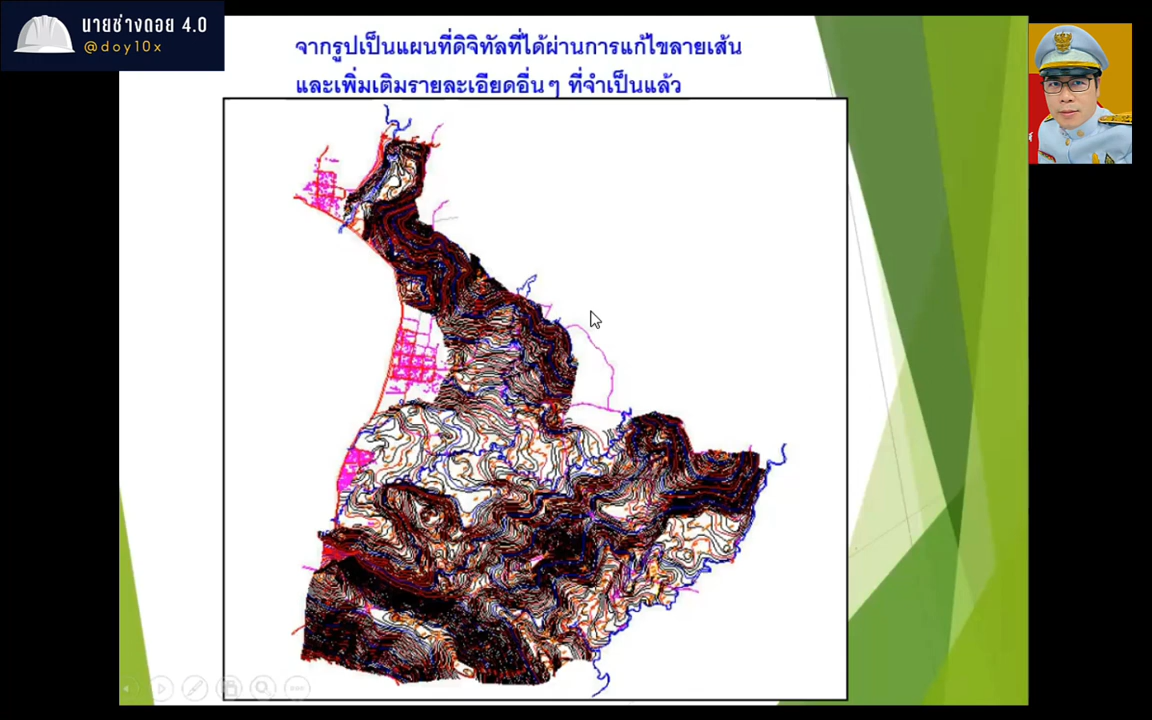 นายช่างดอย 4.0
@doy10x
จากรูปเป็นแผนที่ดิจิทัลที่ได้ผ่านการแก้ไขลายเส้น
และเพิ่มเติมรายละเอียดอื่นๆ ที่จำเป็นแล้ว